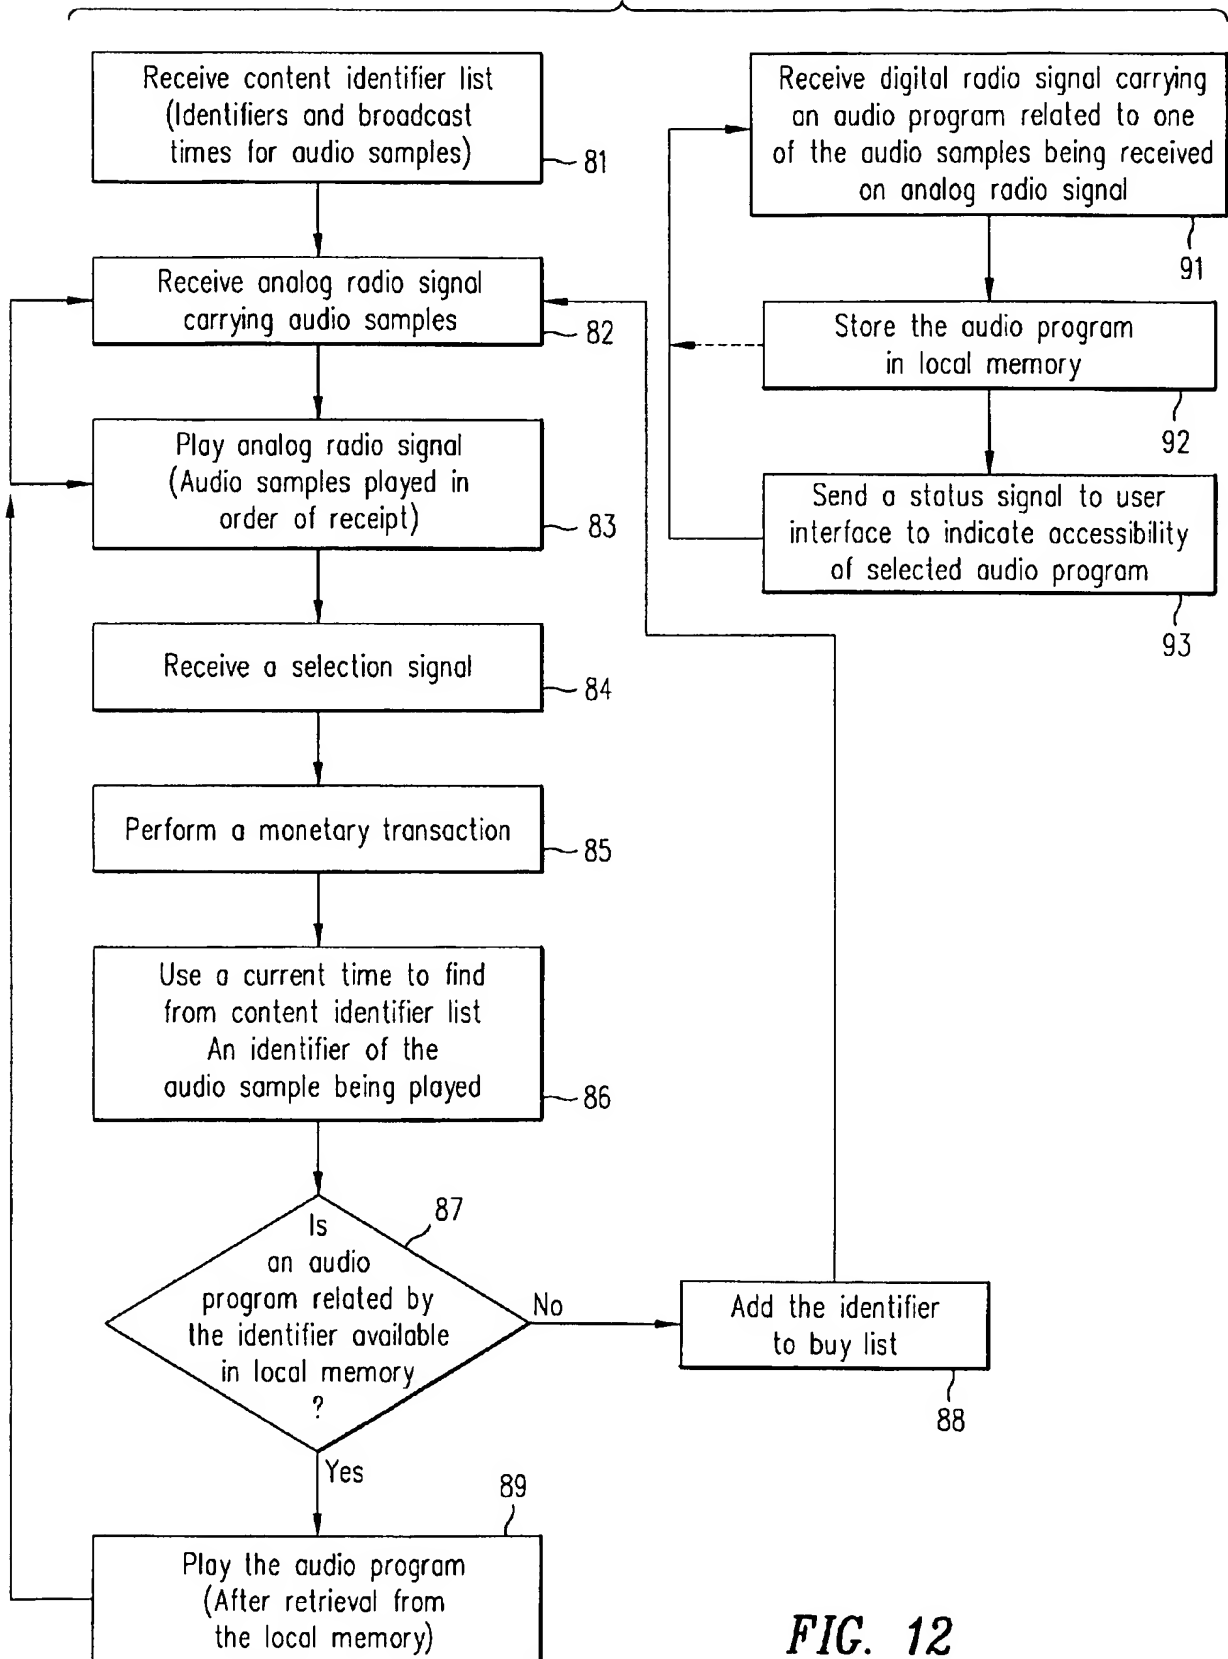 Receive content identifier list
(Identifiers and broadcast
times for audio samples)
81
Receive analog radio signal
carrying audio samples
82
Play analog radio signal
(Audio samples played in
order of receipt)
83
Receive a selection signal
84
Perform a monetary transaction
85
Use a current time to find
from content identifier list
An identifier of the
audio sample being played
86
87
Is
an audio
program related by
the identifier available
in local memory
?
No
Yes
Add the identifier
to buy list
88
89
Play the audio program
(After retrieval from
the local memory)
Receive digital radio signal carrying
an audio program related to one
of the audio samples being received
on analog radio signal
91
Store the audio program
in local memory
92
Send a status signal to user
interface to indicate accessibility
of selected audio program
93
FIG. 12